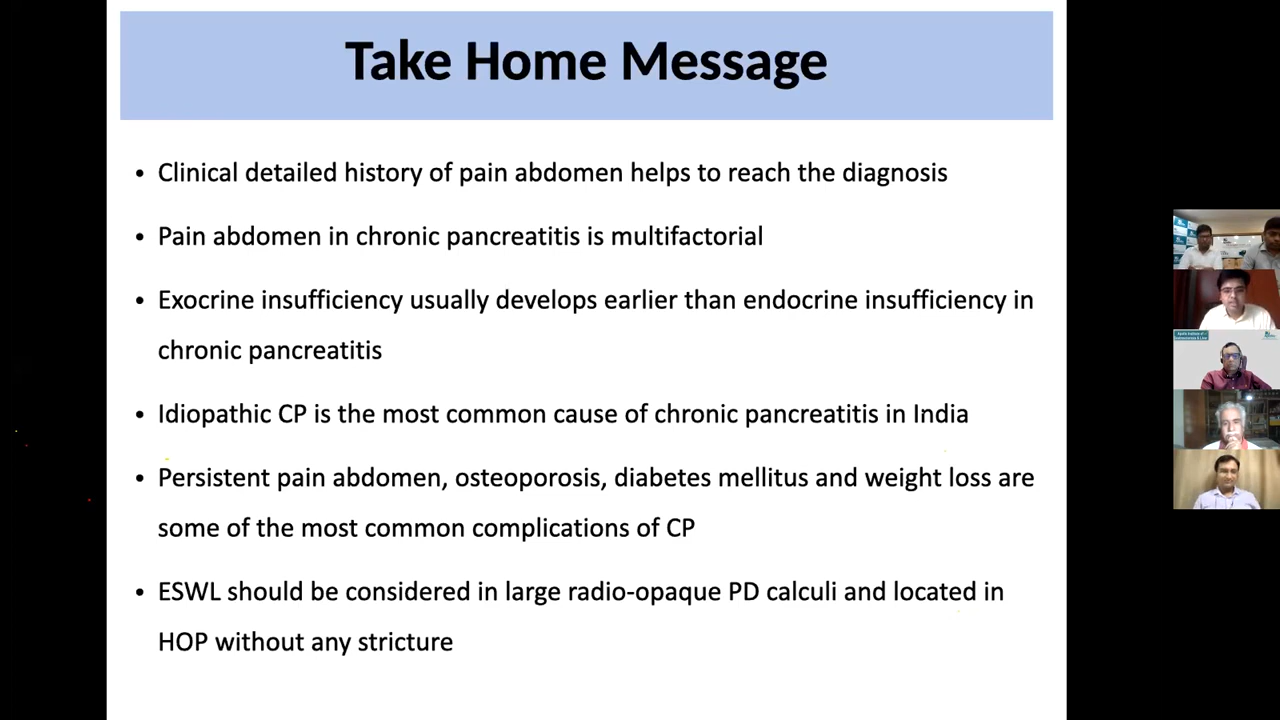 Take Home Message
• Clinical detailed history of pain abdomen helps to reach the diagnosis
• Pain abdomen in chronic pancreatitis is multifactorial
• Exocrine insufficiency usually develops earlier than endocrine insufficiency in
chronic pancreatitis
• Idiopathic CP is the most common cause of chronic pancreatitis in India
• Persistent pain abdomen, osteoporosis, diabetes mellitus and weight loss are
some of the most common complications of CP
• ESWL should be considered in large radio-opaque PD calculi and located in
HOP without any stricture